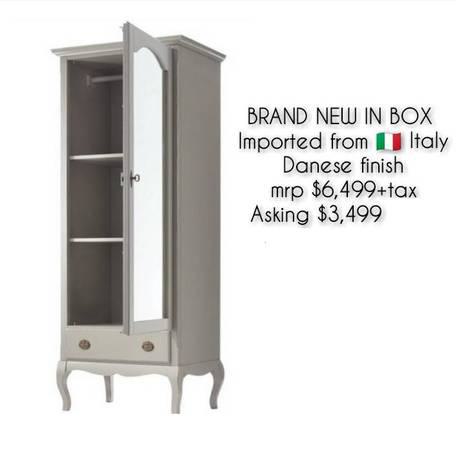 BRAND NEW IN BOX
Imported from 🇮🇹 Italy
Danese finish
mrp $6,499+tax
Asking $3,499